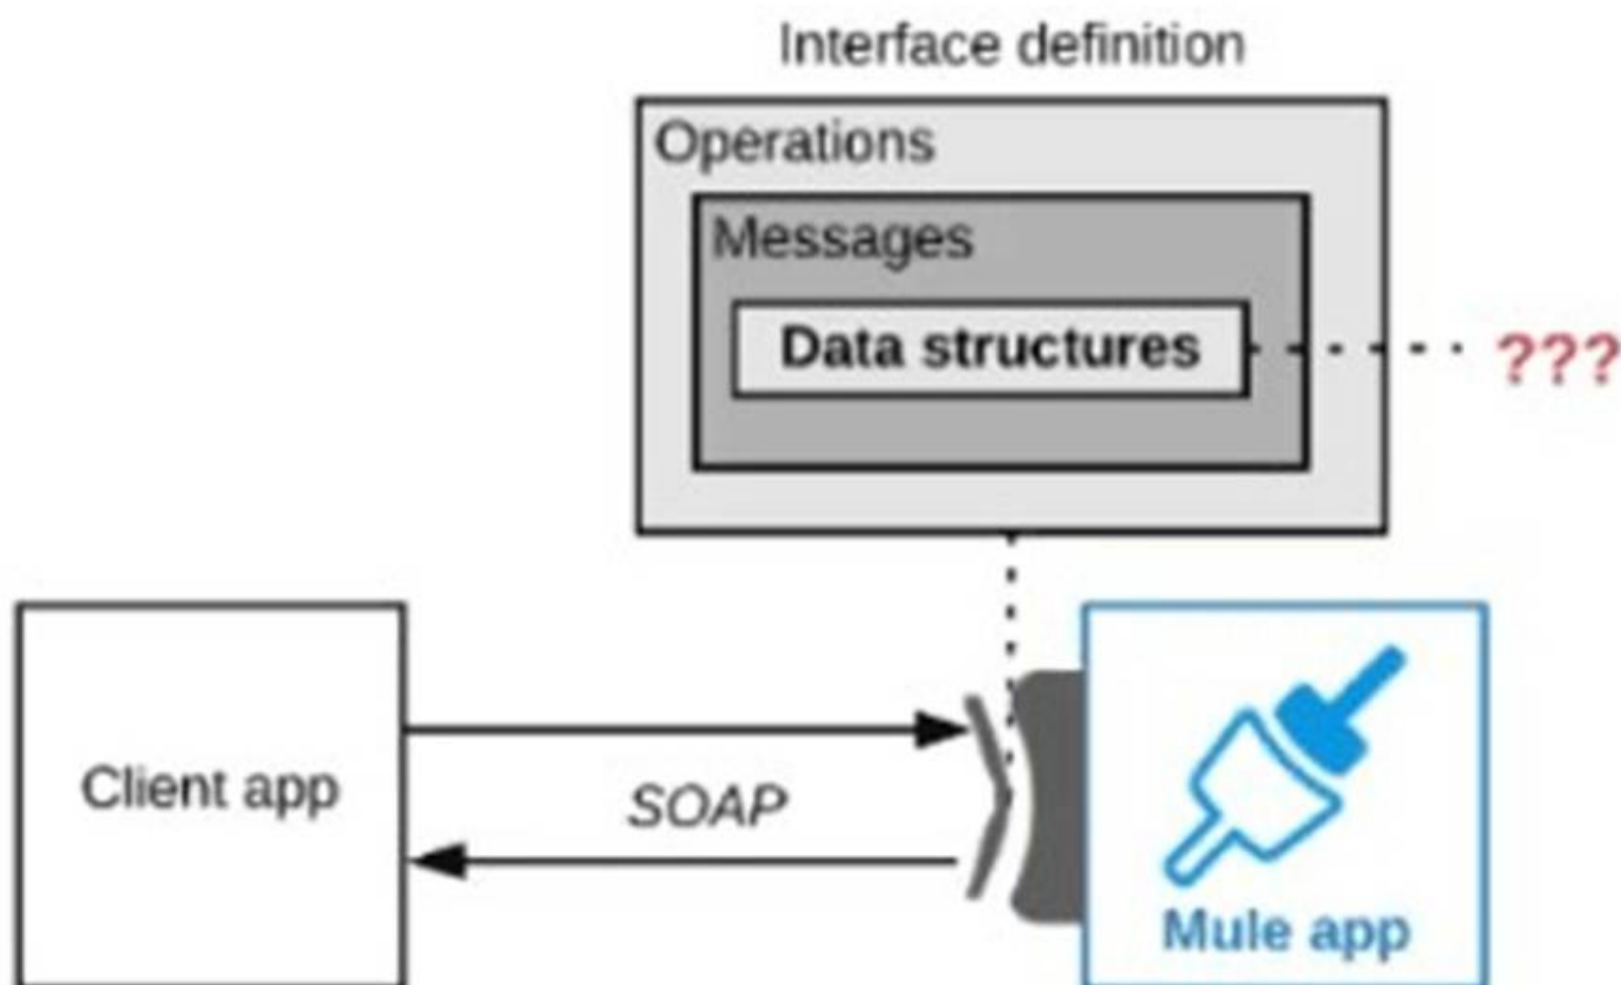 Interface definition
Operations
Messages
Data structures
???
Client app
SOAP
Mule app